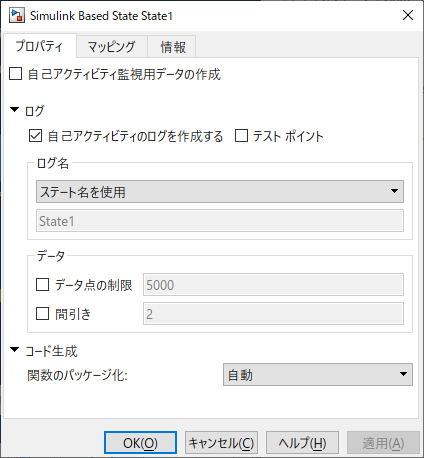 Simulink Based State State1
プロパティ マッピング 情報
自己アクティビティ監視用データの作成
ログ
自己アクティビティのログを作成する テスト ポイント
ログ名
ステート名を使用
State1
データ
データ点の制限 5000
間引き 2
コード生成
関数のパッケージ化: 自動
OK(O) キャンセル(C) ヘルプ(H) 適用(A)